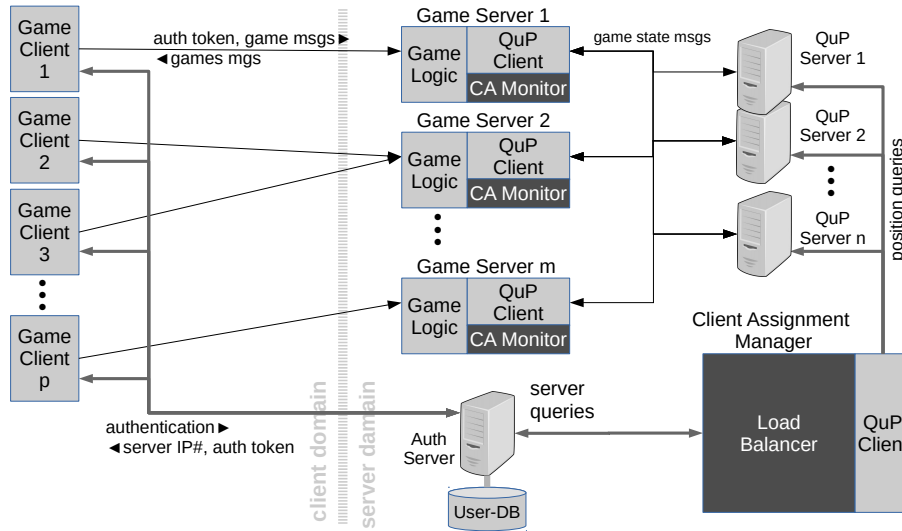 Game
Client
1
Game
Client
2
Game
Client
3
Game
Client
p
auth token, game msgs ►
◄ games mgs
Game Server 1
Game
Logic
QuP
Client
CA Monitor
Game Server 2
Game
Logic
QuP
Client
CA Monitor
Game Server m
Game
Logic
QuP
Client
CA Monitor
game state msgs
QuP
Server 1
QuP
Server 2
QuP
Server n
position queries
Client Assignment
Manager
Load
Balancer
QuP
Client
server
queries
Auth
Server
User-DB
authentication ►
◄ server IP#, auth token
client domain
server damain